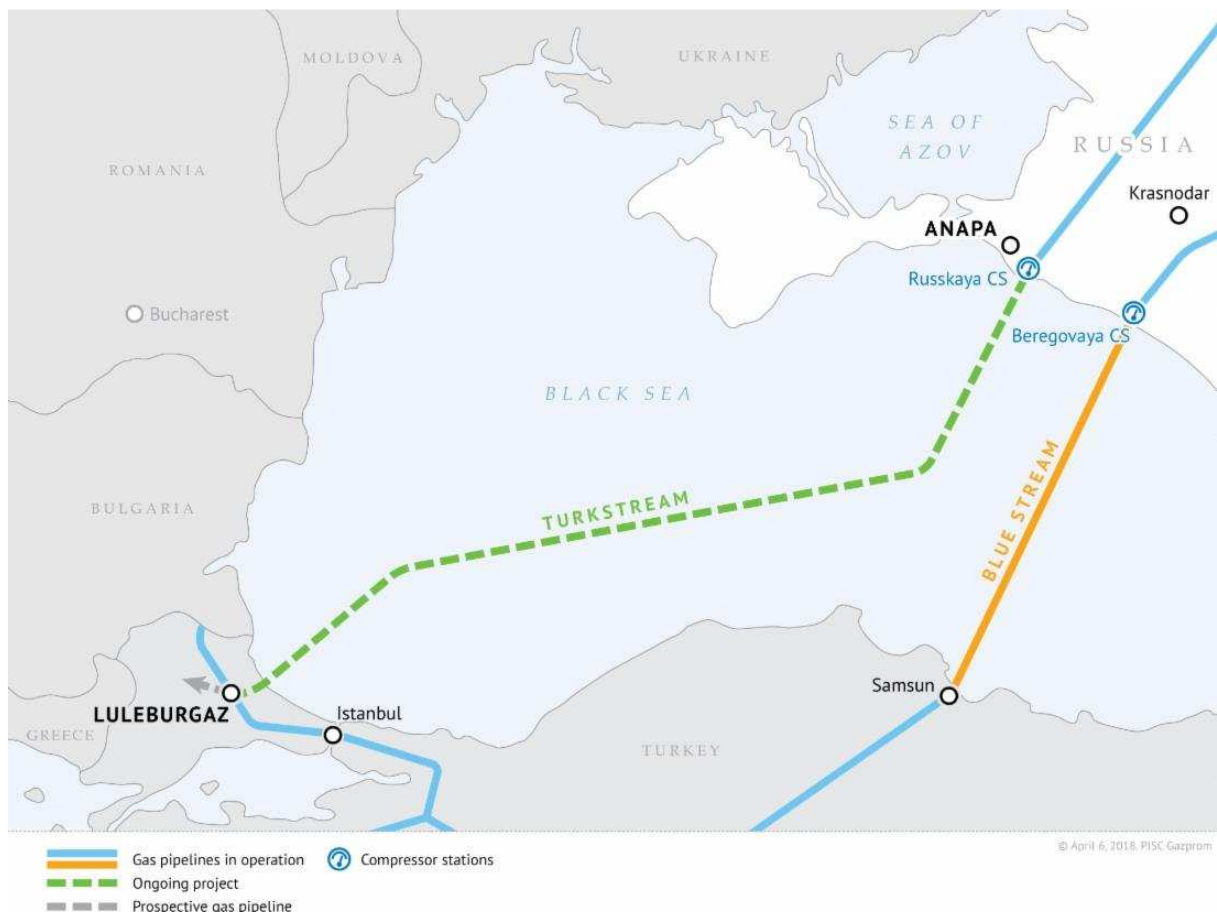 MOLDOVA
UKRAINE
SEA OF
AZOV
RUSSIA
ROMANIA
Krasnodar
ANAPA
Russkaya CS
Bucharest
Beregovaya CS
BLACK SEA
TURKSTREAM
BLUE STREAM
BULGARIA
Samsun
LULEBURGAZ
Istanbul
GREECE
TURKEY
© April 6, 2018. PJSC Gazprom
Gas pipelines in operation
Compressor stations
Ongoing project
Prospective gas pipeline